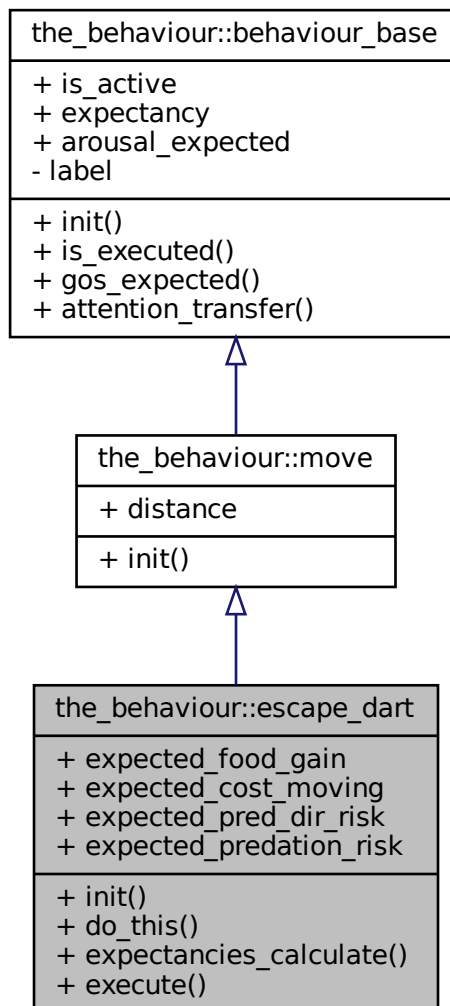 the_behaviour::behaviour_base
+ is_active
+ expectancy
+ arousal_expected
- label
+ init()
+ is_executed()
+ gos_expected()
+ attention_transfer()
the_behaviour::move
+ distance
+ init()
the_behaviour::escape_dart
+ expected_food_gain
+ expected_cost_moving
+ expected_pred_dir_risk
+ expected_predation_risk
+ init()
+ do_this()
+ expectancies_calculate()
+ execute()